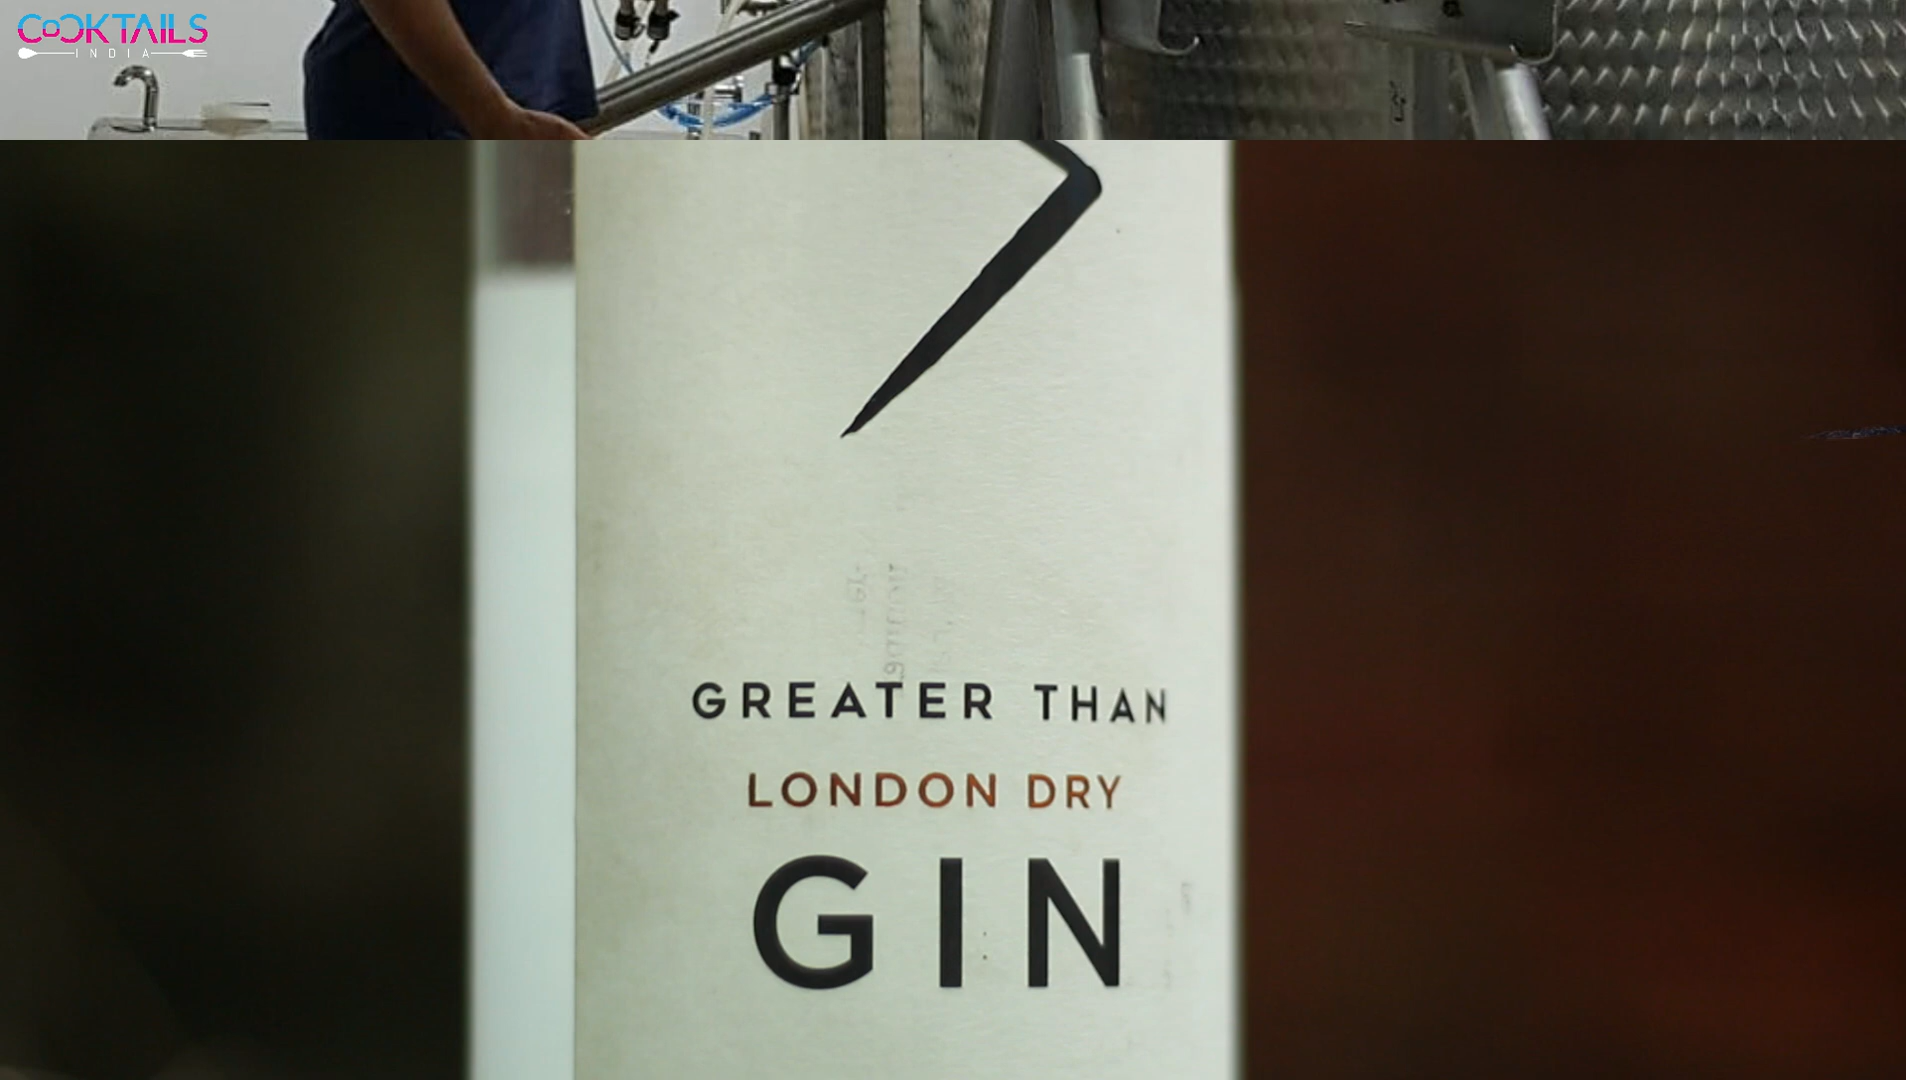 COOKTAILS
INDIA
GREATER THAN
LONDON DRY
GIN